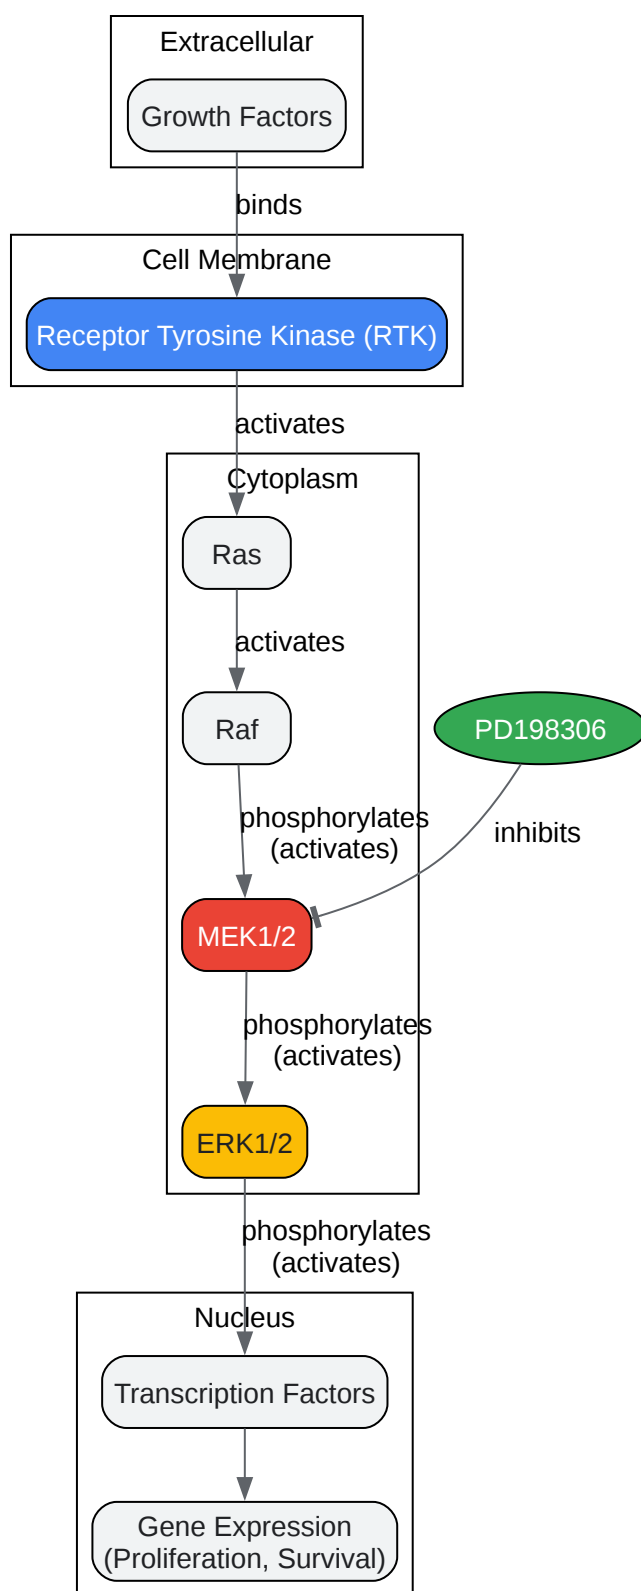 Extracellular
Growth Factors
binds
Cell Membrane
Receptor Tyrosine Kinase (RTK)
activates
Cytoplasm
Ras
activates
Raf
PD198306
phosphorylates
(activates)
inhibits
MEK1/2
phosphorylates
(activates)
ERK1/2
phosphorylates
(activates)
Nucleus
Transcription Factors
Gene Expression
(Proliferation, Survival)